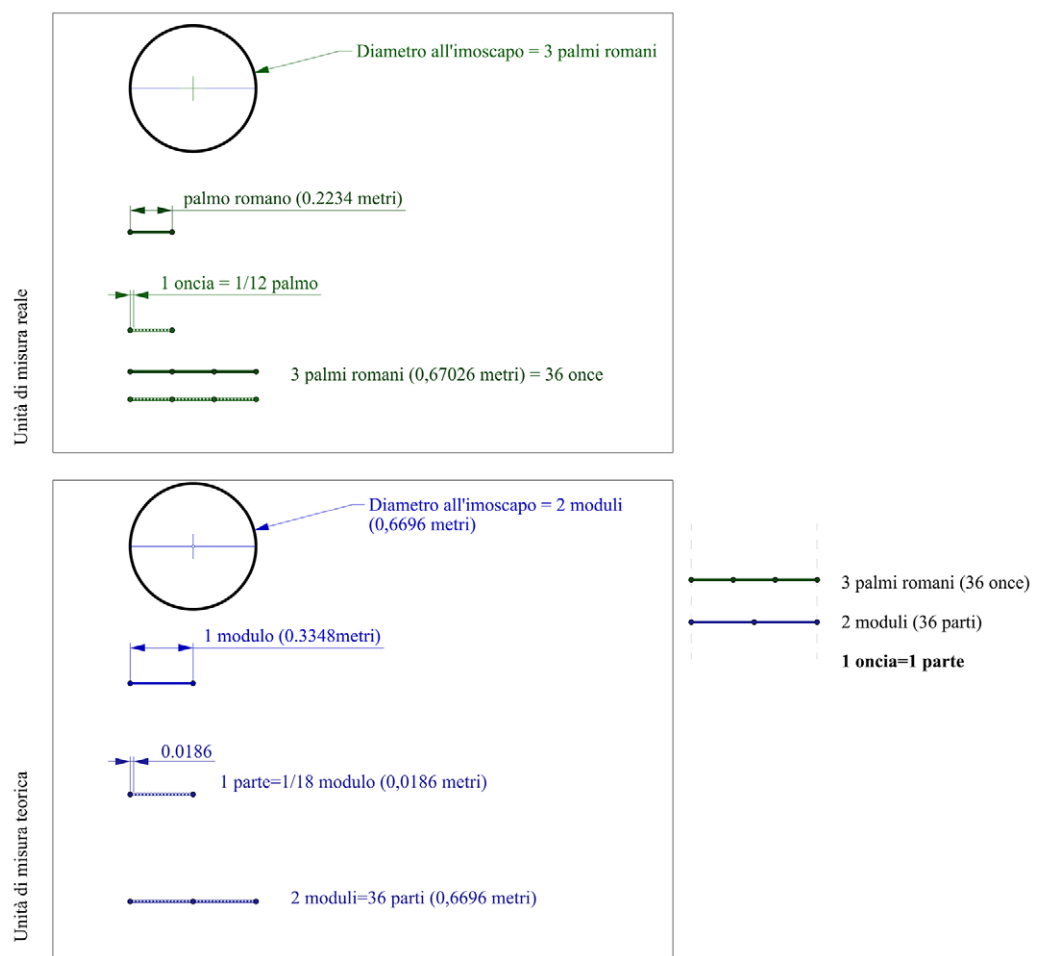 Diametro all'imoscapo = 3 palmi romani
palmo romano (0.2234 metri)
1 oncia = 1/12 palmo
3 palmi romani (0,67026 metri) = 36 once
Unità di misura reale
Diametro all'imoscapo = 2 moduli
(0,6696 metri)
1 modulo (0.3348metri)
0.0186
1 parte=1/18 modulo (0,0186 metri)
2 moduli=36 parti (0,6696 metri)
Unità di misura teorica
3 palmi romani (36 once)
2 moduli (36 parti)
1 oncia=1 parte